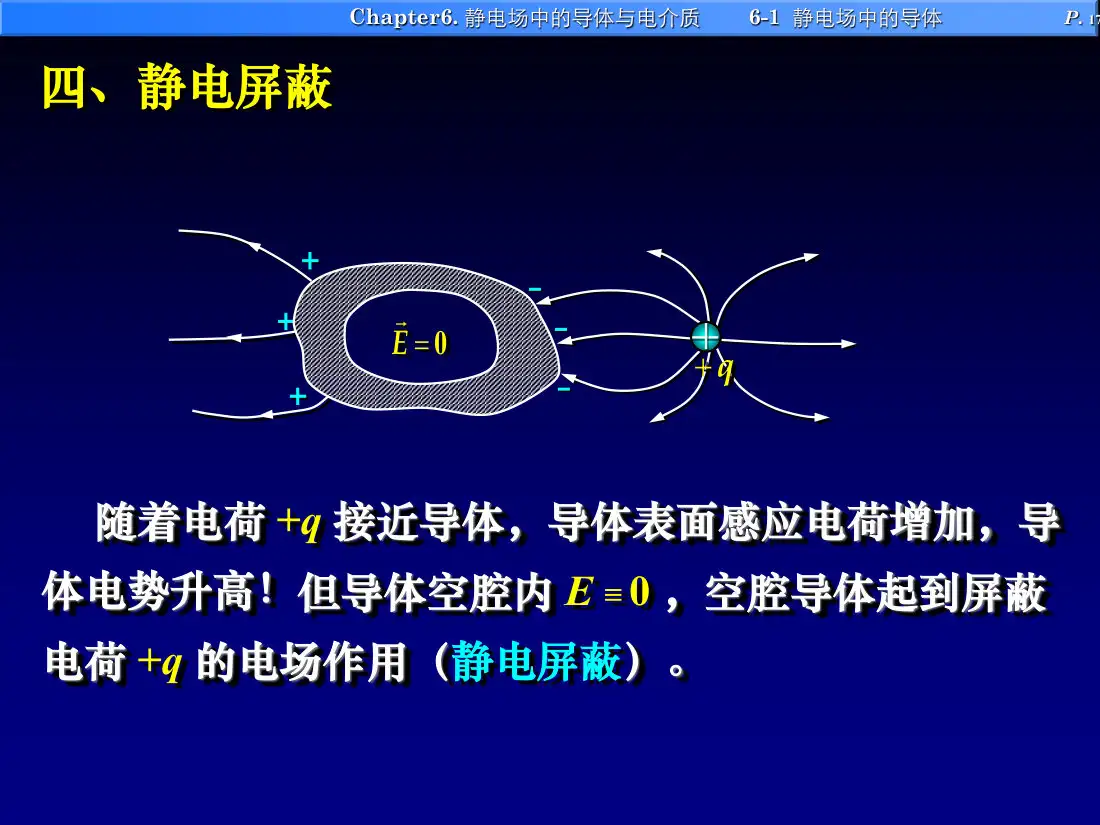 Chapter6. 静电场中的导体与电介质 6-1 静电场中的导体 P. 17
四、静电屏蔽
+
+
+
-
-
-
E⃗ = 0
+ q
随着电荷 +q 接近导体，导体表面感应电荷增加，导
体电势升高！但导体空腔内 E ≡ 0 ，空腔导体起到屏蔽
电荷 +q 的电场作用（静电屏蔽）。